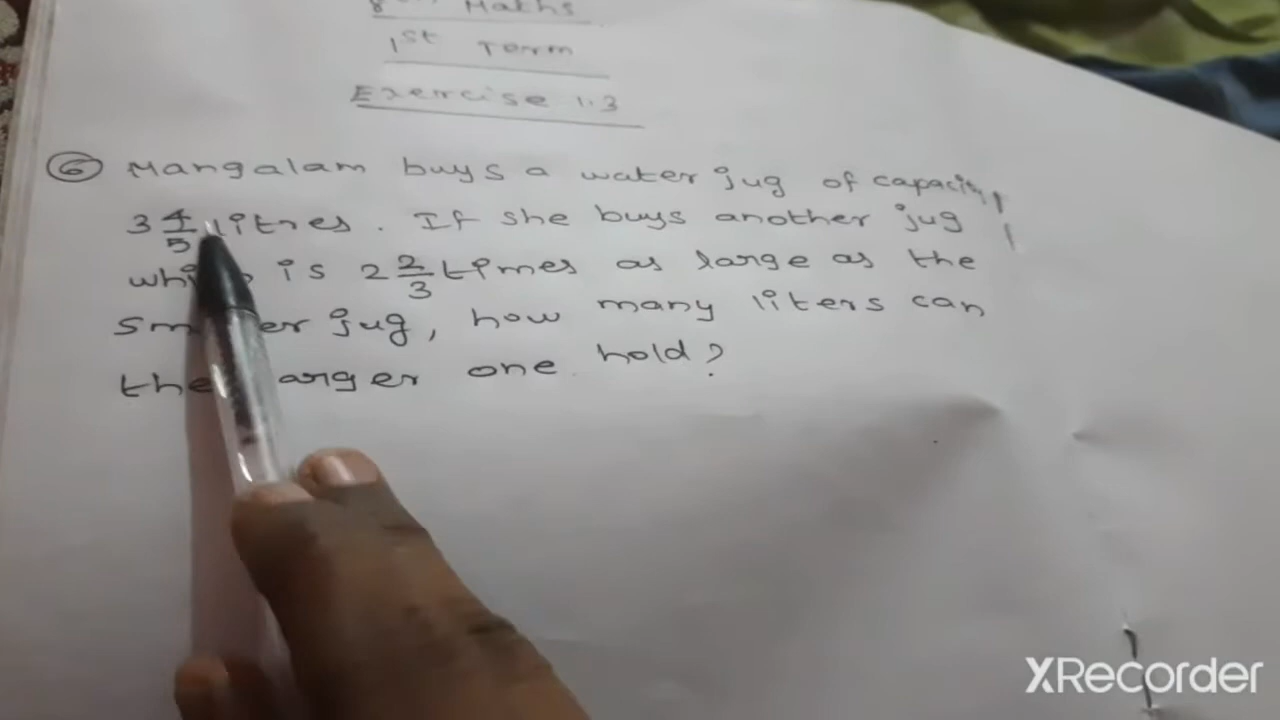 8th Maths
1st Term
Exercise 1.3
6 Mangalam buys a water jug of capacity
3 4/5 litres. If she buys another jug
is 2 2/3 times as large as the
jug, how many liters can
the one hold?
XRecorder